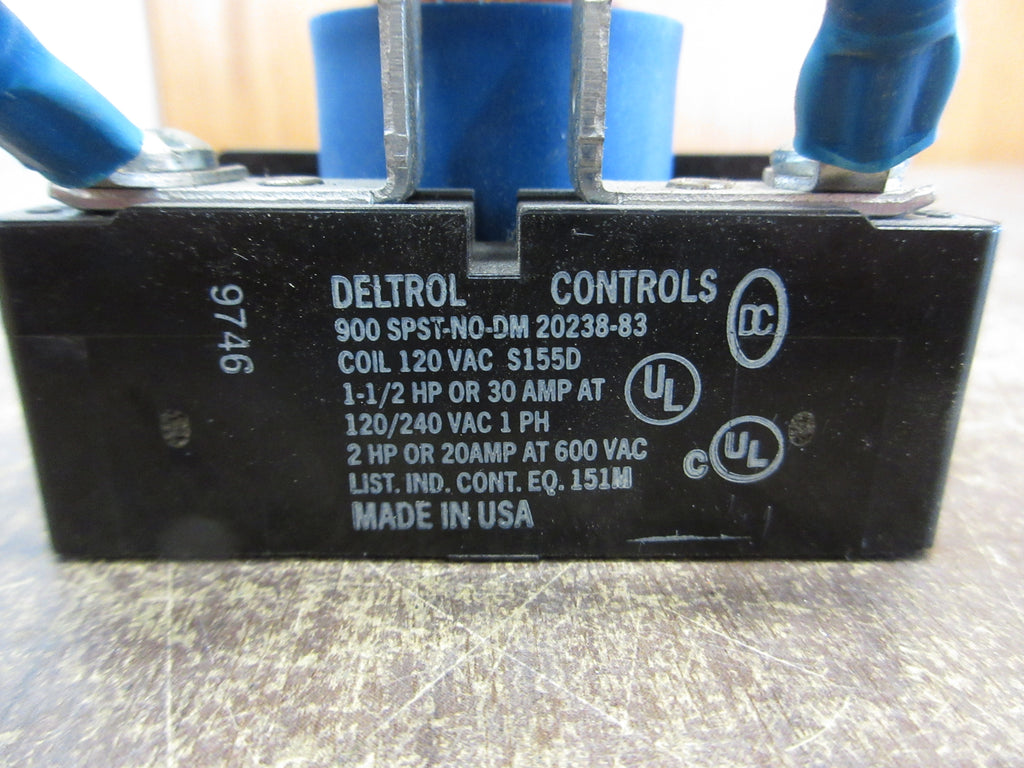 DELTROL CONTROLS
900 SPST-NO-DM 20238-83
COIL 120 VAC S155D
1-1/2 HP OR 30 AMP AT
120/240 VAC 1 PH
2 HP OR 20AMP AT 600 VAC
LIST. IND. CONT. EQ. 151M
MADE IN USA
DC
UL
C UL
9746